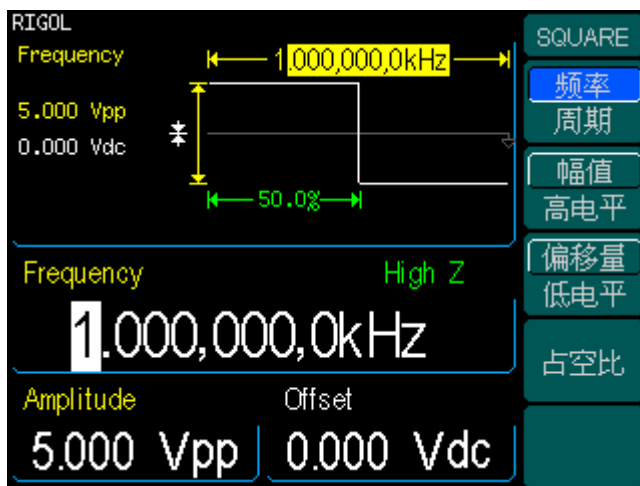 RIGOL
Frequency
1.000,000,0kHz
5.000 Vpp
0.000 Vdc
50.0%
Frequency
High Z
1.000,000,0kHz
Amplitude
Offset
5.000 Vpp
0.000 Vdc
SQUARE
频率
周期
幅值
高电平
偏移量
低电平
占空比